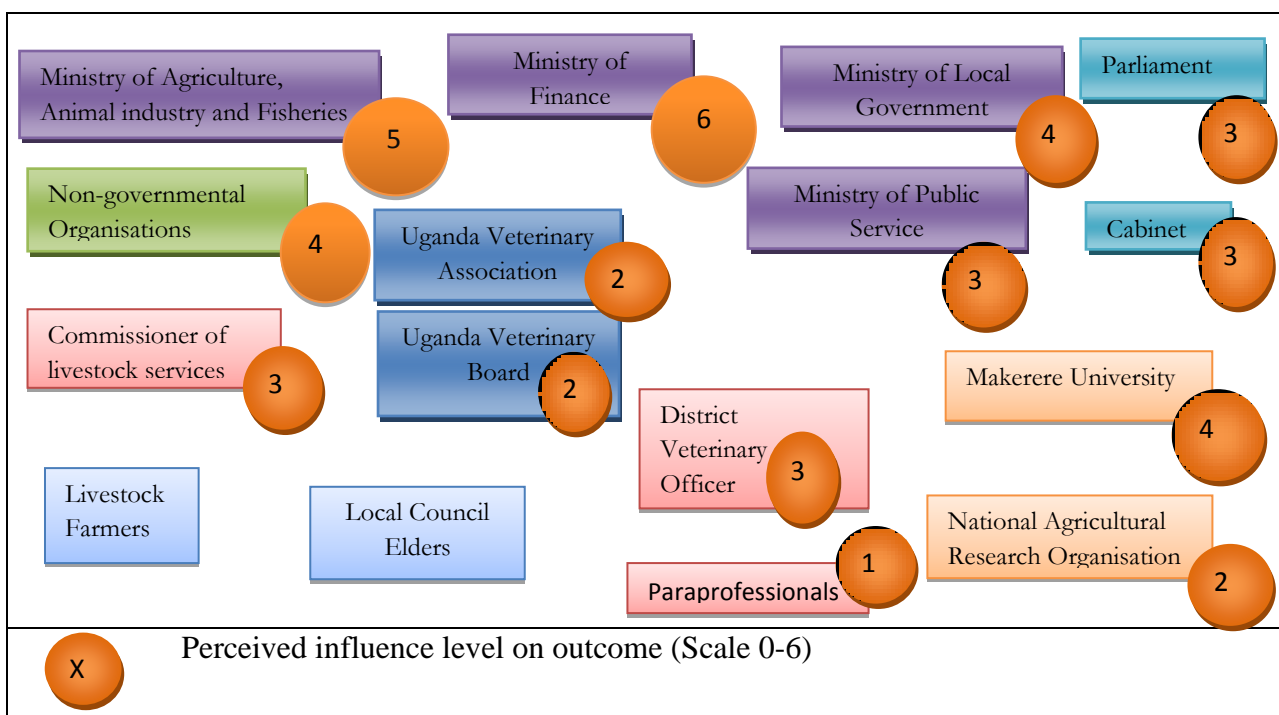 Ministry of Agriculture,
Animal industry and Fisheries
5
Ministry of
Finance
6
Ministry of Local
Government
4
Parliament
3
Non-governmental
Organisations
4
Uganda Veterinary
Association
2
Ministry of Public
Service
3
Cabinet
3
Commissioner of
livestock services
3
Uganda Veterinary
Board
2
Makerere University
4
District
Veterinary
Officer
3
Livestock
Farmers
Local Council
Elders
National Agricultural
Research Organisation
2
Paraprofessionals
1
X
Perceived influence level on outcome (Scale 0-6)